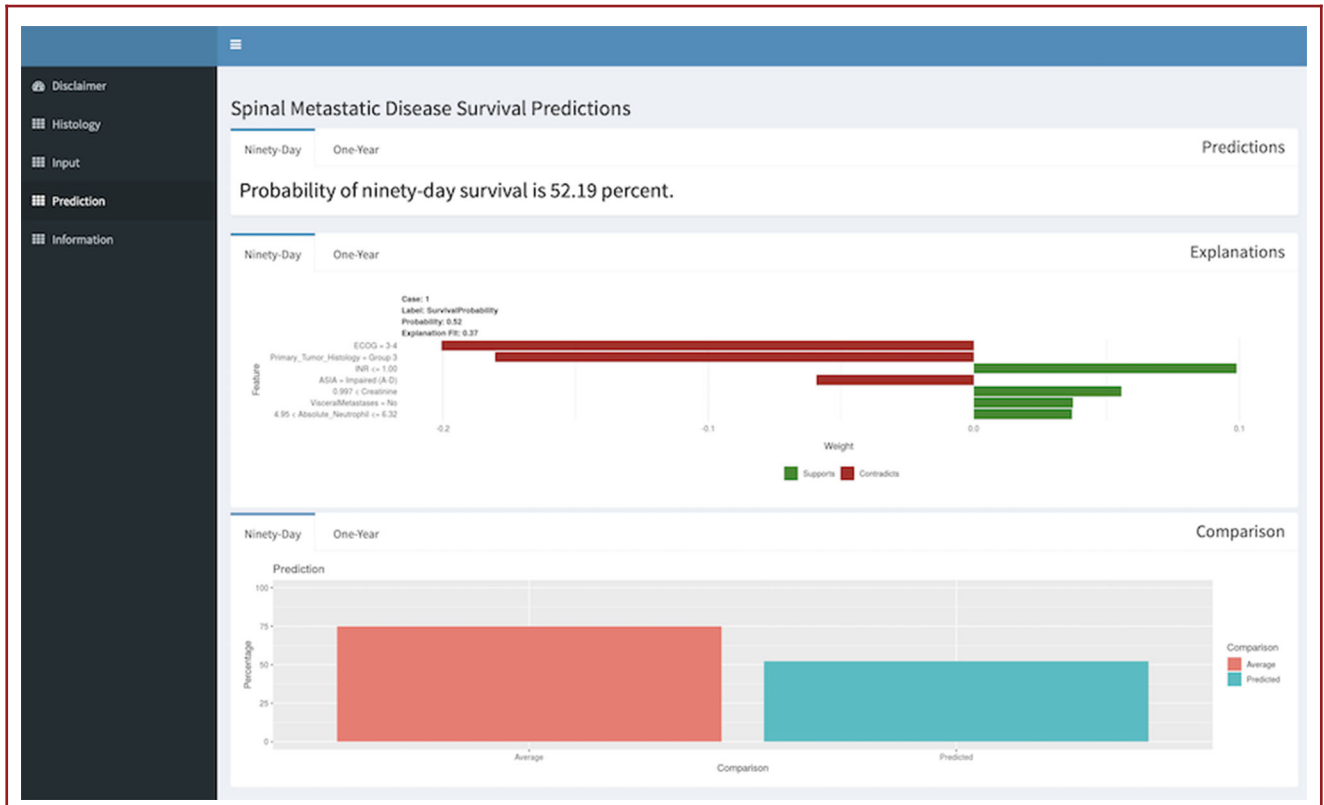 Disclaimer
Histology
Input
Prediction
Information
Spinal Metastatic Disease Survival Predictions
Ninety-Day One-Year Predictions
Probability of ninety-day survival is 52.19 percent.
Ninety-Day One-Year Explanations
Case: 1
Label: SurvivalProbability
Probability: 0.52
Explanation Fit: 0.37
Feature
ECOG = 3-4
Primary_Tumor_Histology = Group 3
INR <= 1.00
ASIA = Impaired (A-D)
0.997 < Creatinine
VisceralMetastases = No
4.95 < Absolute_Neutrophil <= 6.32
-0.2 -0.1 0.0 0.1
Weight
Supports Contradicts
Ninety-Day One-Year Comparison
Prediction
Percentage
100
75
50
25
0
Average Predicted
Comparison
Comparison
Average
Predicted